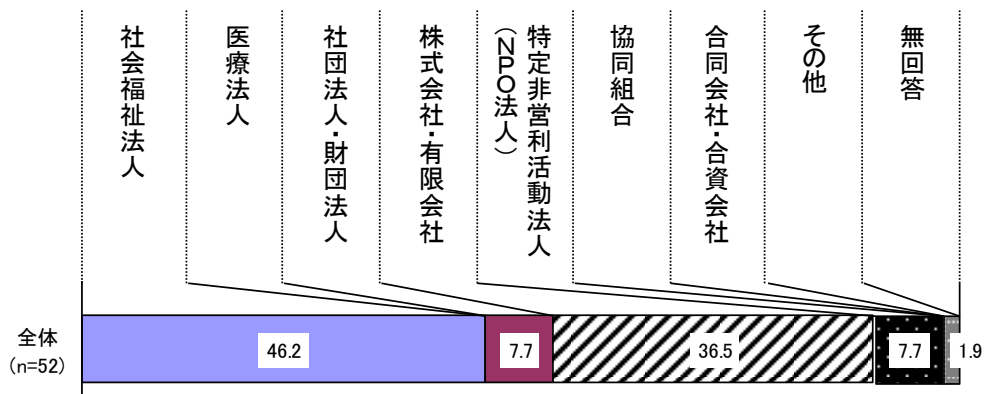 社会福祉法人
医療法人
社団法人・財団法人
株式会社・有限会社
特定非営利活動法人
（ＮＰＯ法人）
協同組合
合同会社・合資会社
その他
無回答
全体
(n=52)
46.2
7.7
36.5
7.7
1.9